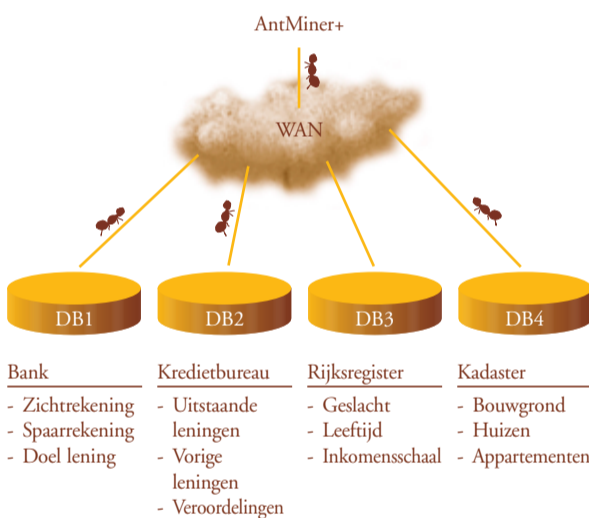 AntMiner+
WAN
DB1
DB2
DB3
DB4
Bank
- Zichtrekening
- Spaarrekening
- Doel lening
Kredietbureau
- Uitstaande
leningen
- Vorige
leningen
- Veroordelingen
Rijksregister
- Geslacht
- Leeftijd
- Inkomensschaal
Kadaster
- Bouwgrond
- Huizen
- Appartementen